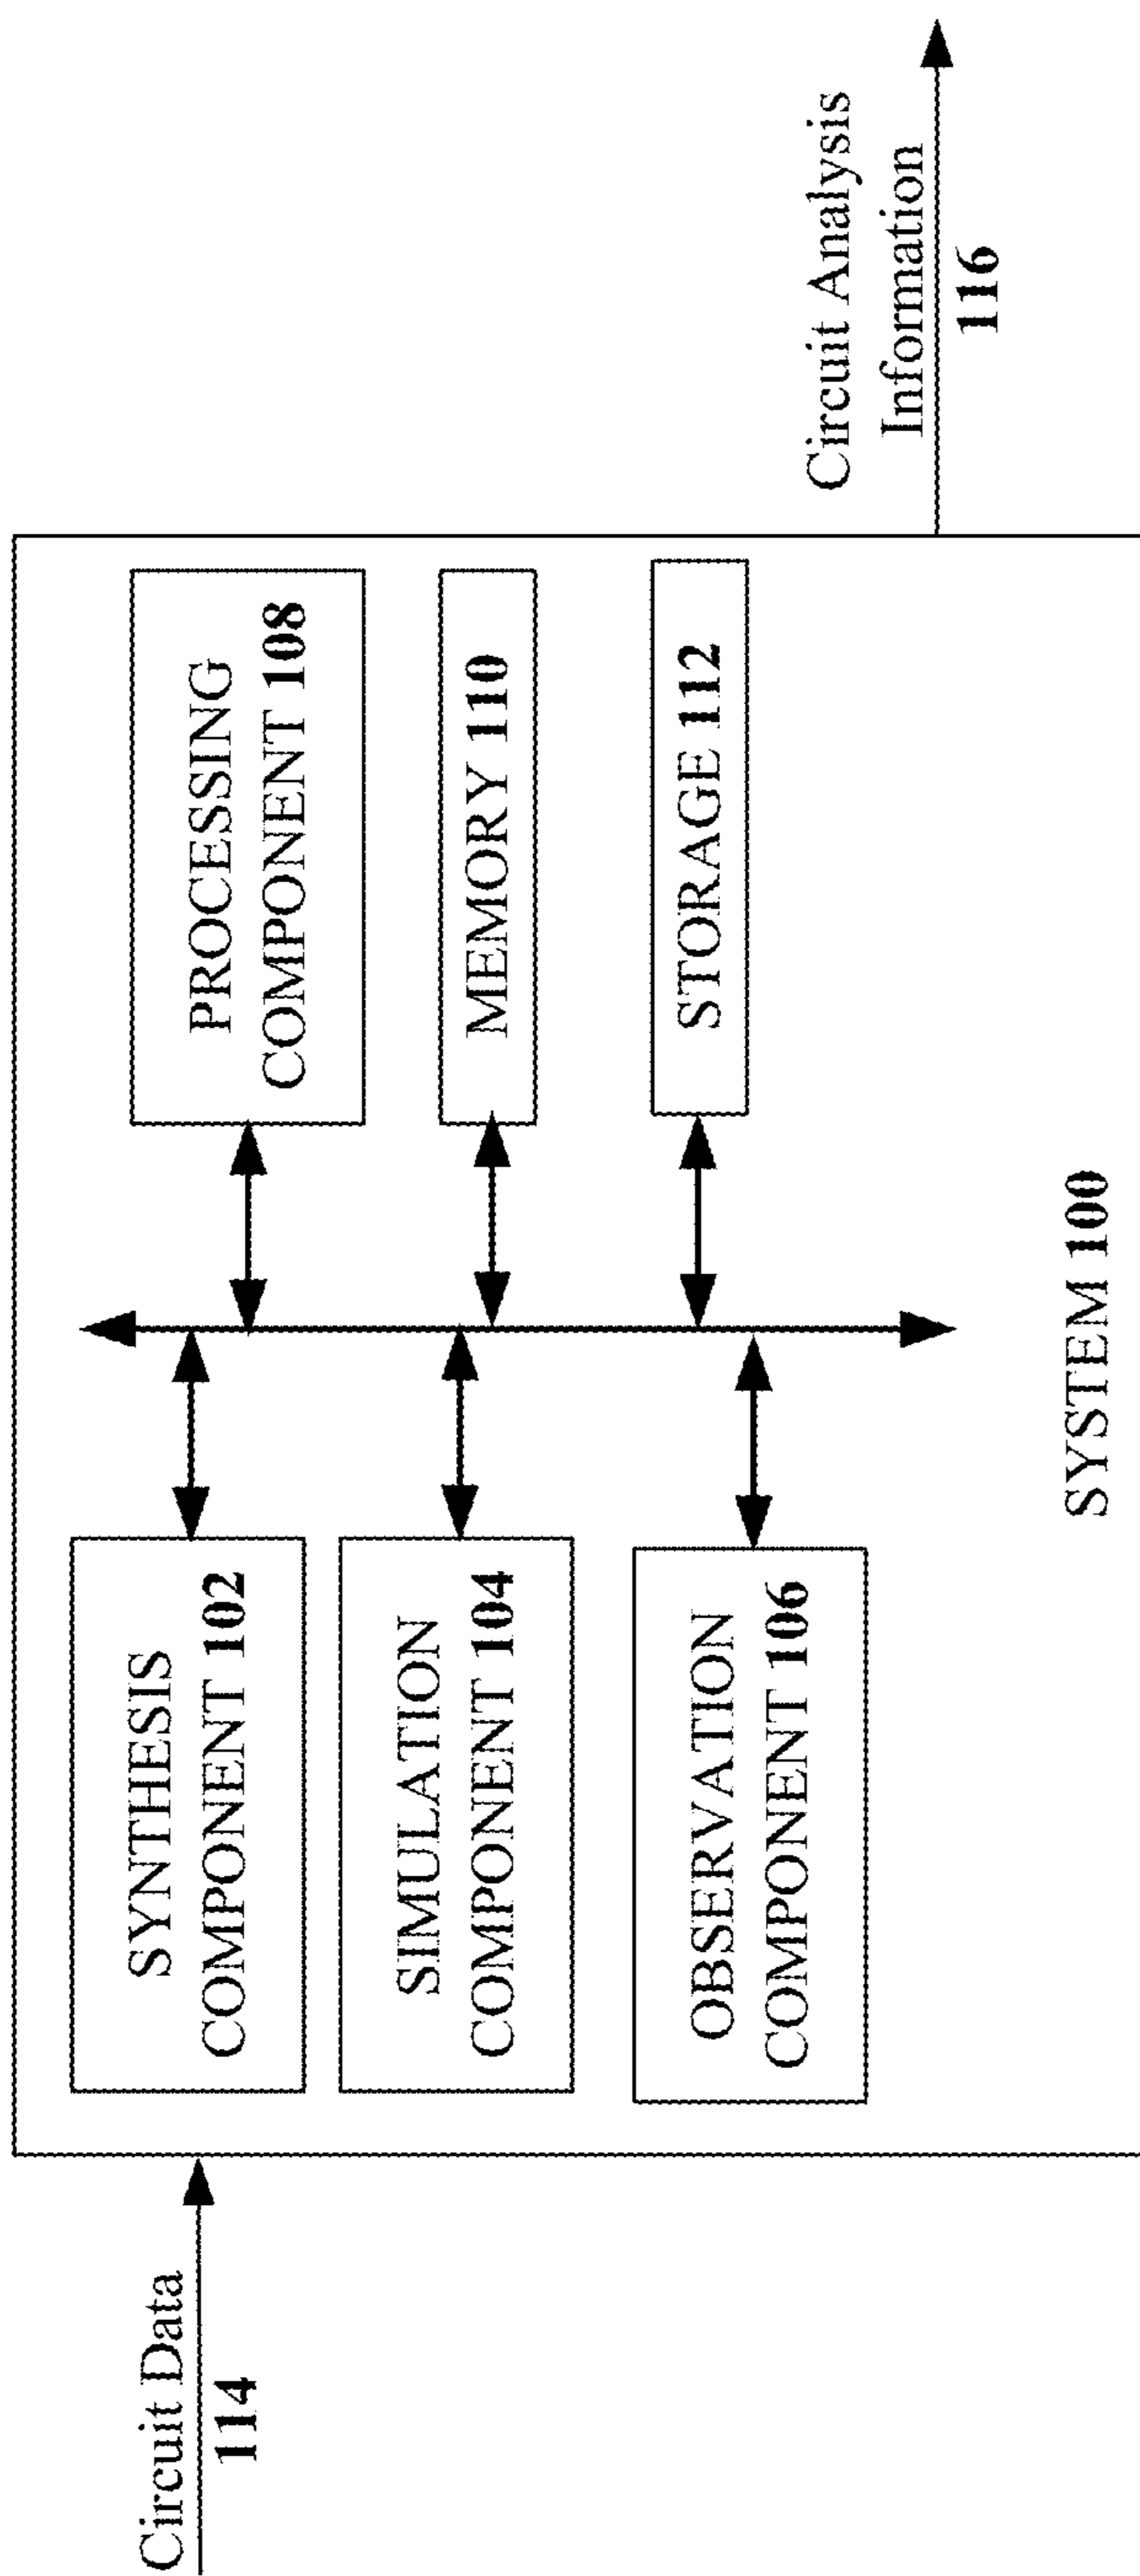 Circuit Data
114
SYNTHESIS
COMPONENT 102
SIMULATION
COMPONENT 104
OBSERVATION
COMPONENT 106
PROCESSING
COMPONENT 108
MEMORY 110
STORAGE 112
SYSTEM 100
Circuit Analysis
Information
116